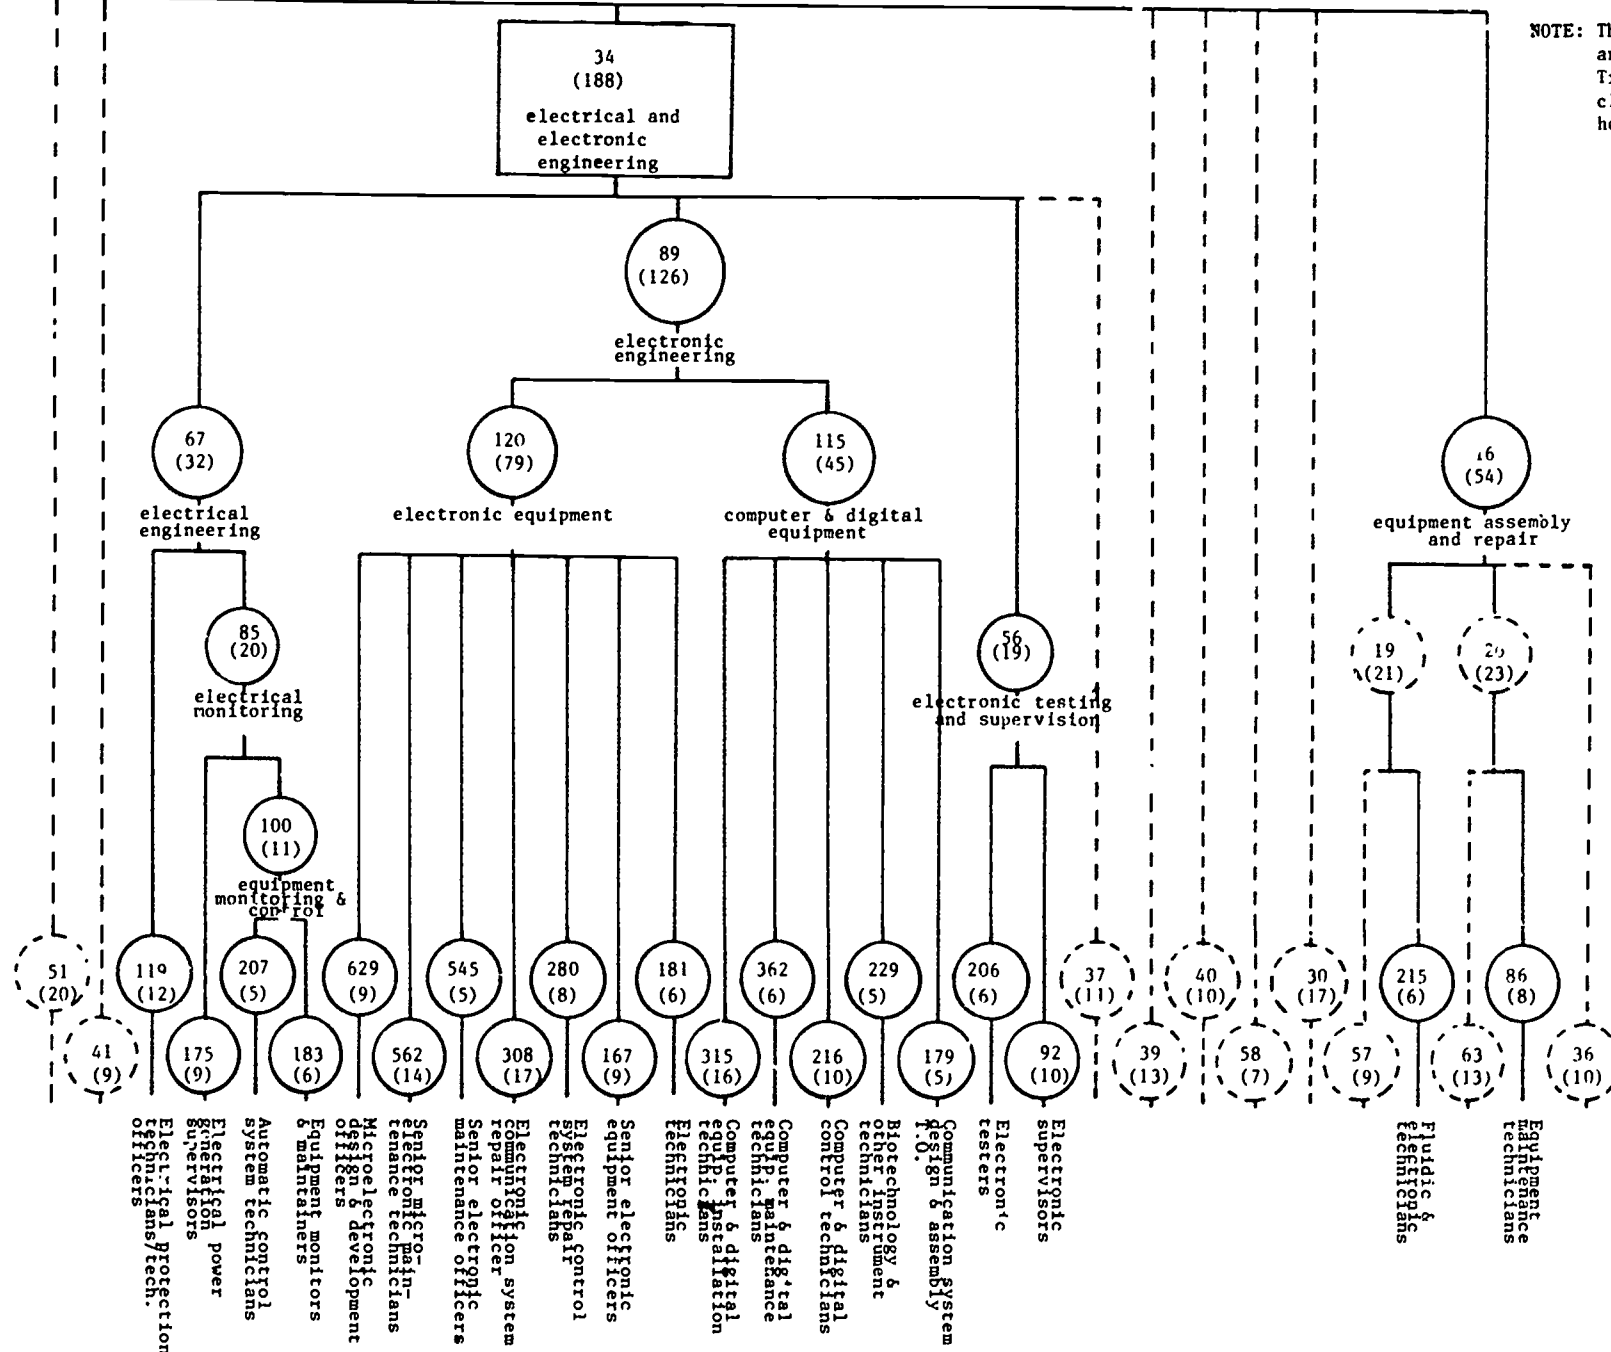 NOTE: Th
an
Ti
cl
he
34
(188)
electrical and
electronic
engineering
89
(126)
electronic
engineering
67
(32)
electrical
engineering
120
(79)
electronic equipment
115
(45)
computer & digital
equipment
(54)
equipment assembly
and repair
85
(20)
electrical
monitoring
56
(19)
electronic testing
and supervision
19
(21)
(23)
100
(11)
equipment
monitoring &
control
51
(20)
119
(12)
207
(5)
629
(9)
545
(5)
280
(8)
181
(6)
362
(6)
229
(5)
206
(6)
37
(11)
40
(10)
30
(17)
215
(6)
86
(8)
41
(9)
175
(9)
183
(6)
562
(14)
308
(17)
167
(9)
315
(16)
216
(10)
179
(5)
92
(10)
39
(13)
58
(7)
57
(9)
63
(13)
36
(10)
Electrical protection
technicians/tech.
officers
Electrical power
generation
supervisors
Automatic control
system technicians
Equipment monitors
& maintainers
Microelectronic
design & development
officers
Senior micro-
electronic main-
tenance technicians
Senior electronic
maintenance officers
Electronic
communication system
repair officer
Electronic control
system repair
technicians
Senior electronic
equipment officers
Electronic
technicians
Computer & digital
equip. installation
technicians
Computer & digital
equip. maintenance
technicians
Computer & digital
control technicians
Biotechnology &
other instrument
technicians
Communication system
design & assembly
T.O.
Electronic
testers
Electronic
supervisors
Fluidic &
electronic
technicians
Equipment
maintenance
technicians